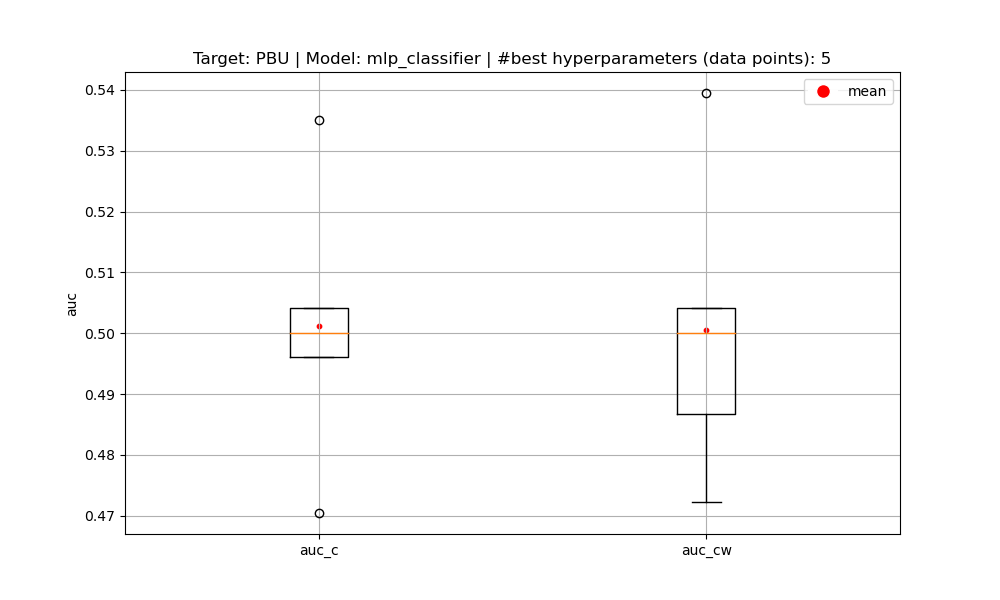 Target: PBU | Model: mlp_classifier | #best hyperparameters (data points): 5
mean
0.54
0.53
0.52
0.51
0.50
0.49
0.48
0.47
auc
auc_c
auc_cw